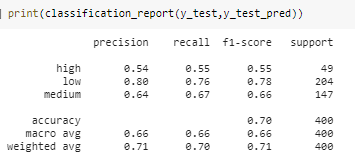 print(classification_report(y_test,y_test_pred))
precision recall f1-score support
high 0.54 0.55 0.55 49
low 0.80 0.76 0.78 204
medium 0.64 0.67 0.66 147
accuracy 0.70 400
macro avg 0.66 0.66 0.66 400
weighted avg 0.71 0.70 0.71 400